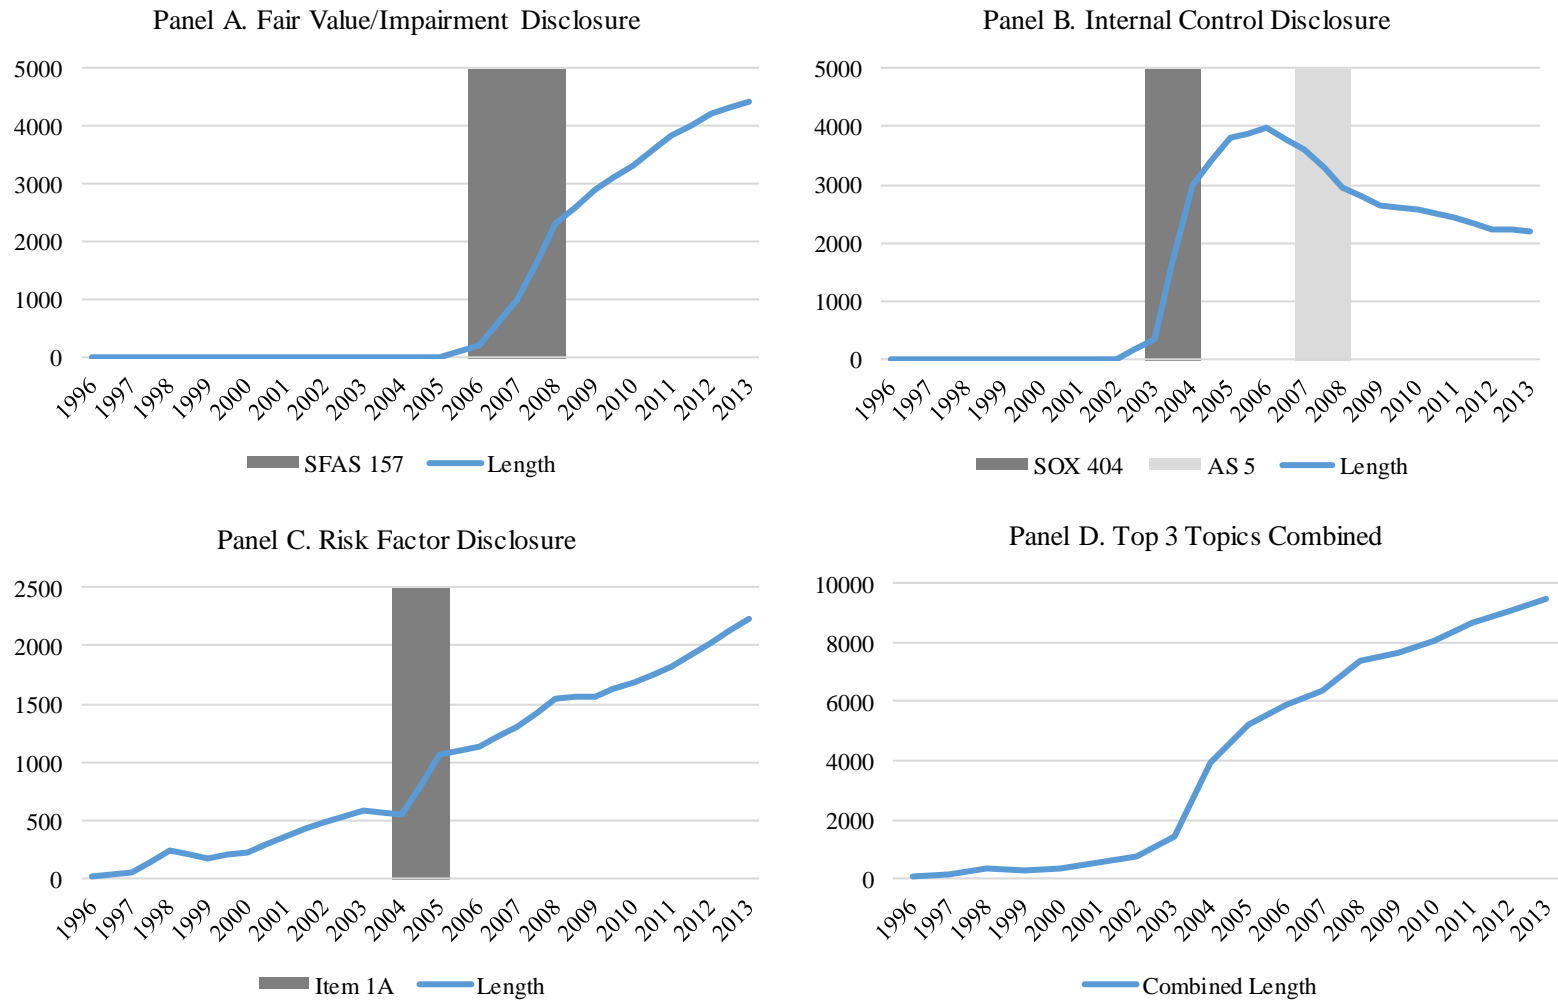 Panel A. Fair Value/Impairment Disclosure
5000
4000
3000
2000
1000
0
1996 1997 1998 1999 2000 2001 2002 2003 2004 2005 2006 2007 2008 2009 2010 2011 2012 2013
SFAS 157 Length
Panel B. Internal Control Disclosure
5000
4000
3000
2000
1000
0
1996 1997 1998 1999 2000 2001 2002 2003 2004 2005 2006 2007 2008 2009 2010 2011 2012 2013
SOX 404 AS 5 Length
Panel C. Risk Factor Disclosure
2500
2000
1500
1000
500
0
1996 1997 1998 1999 2000 2001 2002 2003 2004 2005 2006 2007 2008 2009 2010 2011 2012 2013
Item 1A Length
Panel D. Top 3 Topics Combined
10000
8000
6000
4000
2000
0
1996 1997 1998 1999 2000 2001 2002 2003 2004 2005 2006 2007 2008 2009 2010 2011 2012 2013
Combined Length